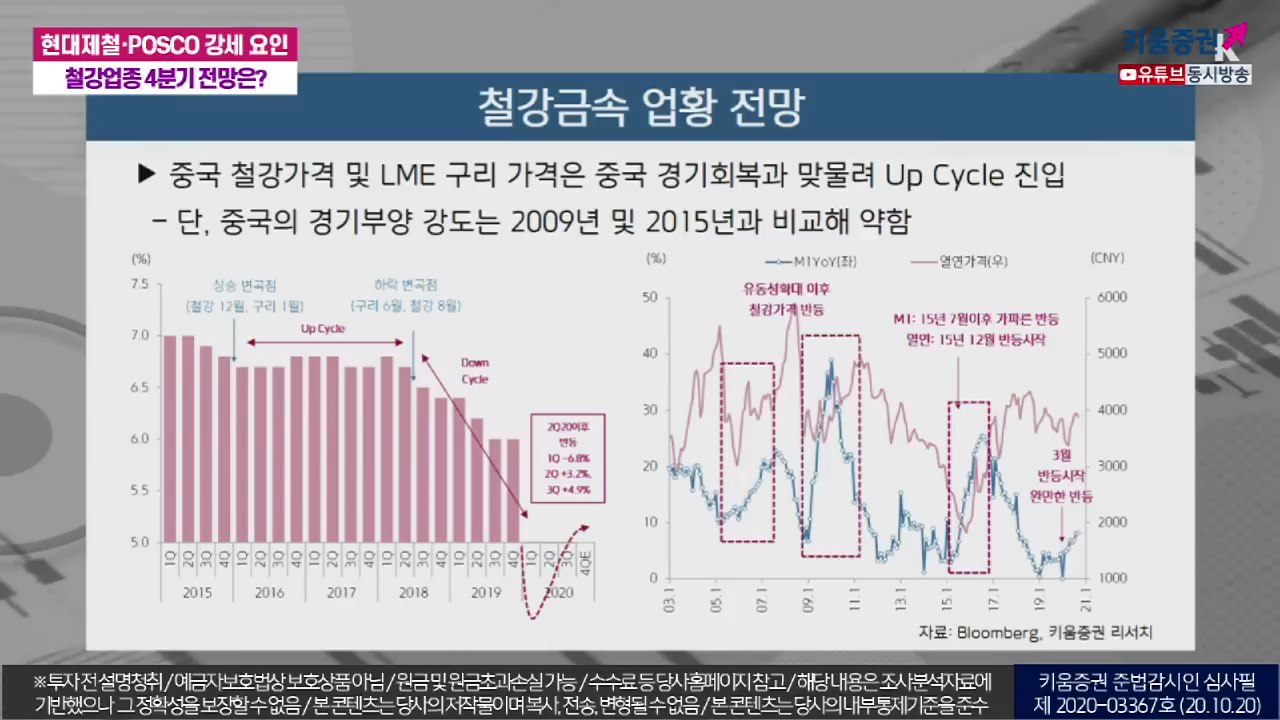 현대제철·POSCO 강세 요인
철강업종 4분기 전망은?
키움증권
유튜브동시방송
철강금속 업황 전망
▶ 중국 철강가격 및 LME 구리 가격은 중국 경기회복과 맞물려 Up Cycle 진입
– 단, 중국의 경기부양 강도는 2009년 및 2015년과 비교해 약함
(%)
7.5
7.0
6.5
6.0
5.5
5.0
상승 변곡점
(철강 12월, 구리 1월)
하락 변곡점
(구리 6월, 철강 8월)
Up Cycle
Down
Cycle
2Q20이후
반등
1Q -6.8%
2Q +3.2%,
3Q +4.9%
1Q 2Q 3Q 4Q 1Q 2Q 3Q 4Q 1Q 2Q 3Q 4Q 1Q 2Q 3Q 4Q 1Q 2Q 3Q 4Q 1Q 2Q 3Q 4QE
2015 2016 2017 2018 2019 2020
(%)
M1YoY(좌)
열연가격(우)
(CNY)
50
40
30
20
10
0
6000
5000
4000
3000
2000
1000
유동성확대 이후
철강가격 반등
M1: 15년 7월이후 가파른 반등
열연: 15년 12월 반등시작
3월
반등시작
완만한 반등
03.1 05.1 07.1 09.1 11.1 13.1 15.1 17.1 19.1 21.1
자료: Bloomberg, 키움증권 리서치
※ 투자 전 설명청취 / 예금자보호법상 보호상품 아님 / 원금 및 원금초과손실 가능 / 수수료 등 당사홈페이지 참고 / 해당 내용은 조사분석자료에
기반했으나 그 정확성을 보장할 수 없음 / 본 콘텐츠는 당사의 저작물이며 복사, 전송, 변형될 수 없음 / 본 콘텐츠는 당사의 내부통제기준을 준수
키움증권 준법감시인 심사필
제 2020-03367호 (20.10.20)